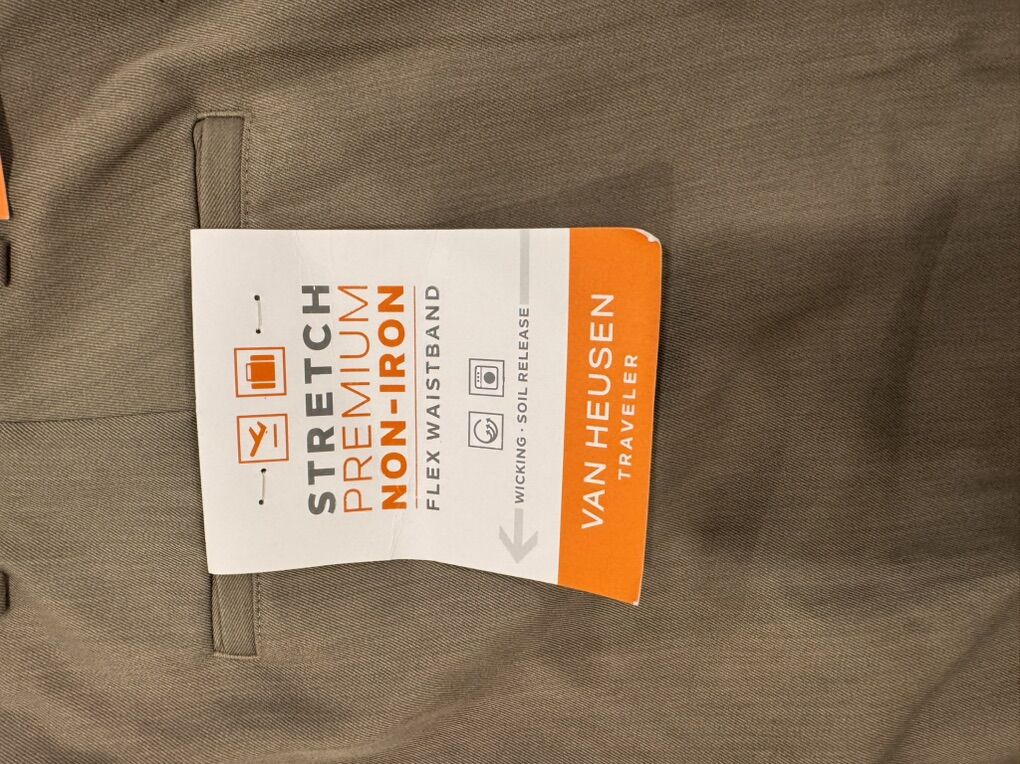 STRETCH
PREMIUM
NON-IRON
FLEX WAISTBAND
WICKING · SOIL RELEASE
VAN HEUSEN
TRAVELER